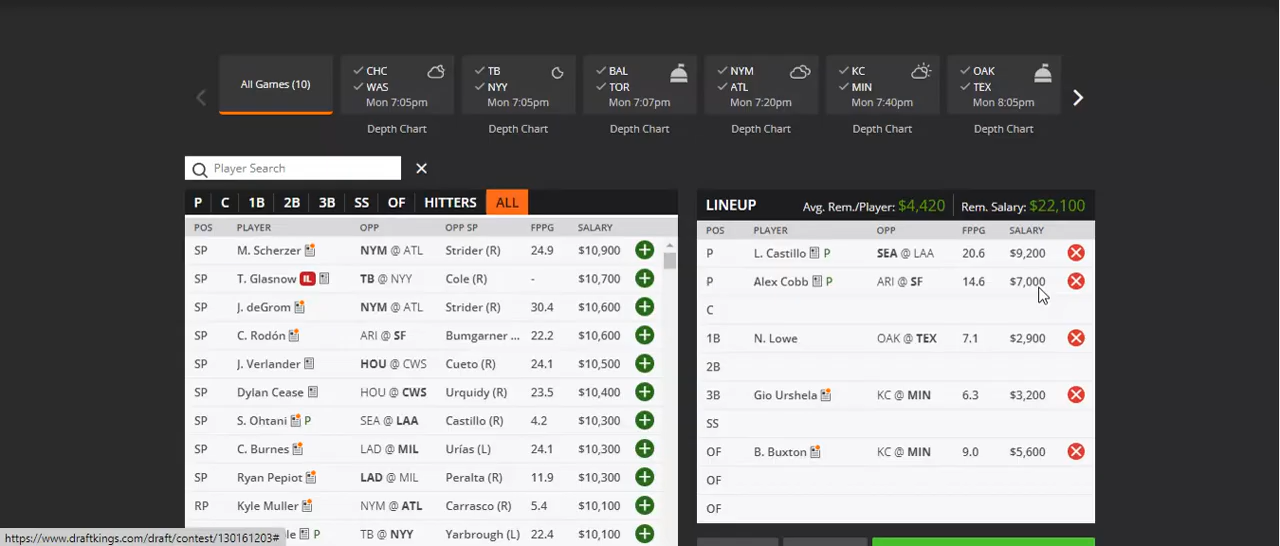 All Games (10)
CHC
WAS
Mon 7:05pm
Depth Chart
TB
NYY
Mon 7:05pm
Depth Chart
BAL
TOR
Mon 7:07pm
Depth Chart
NYM
ATL
Mon 7:20pm
Depth Chart
KC
MIN
Mon 7:40pm
Depth Chart
OAK
TEX
Mon 8:05pm
Depth Chart
Player Search
P C 1B 2B 3B SS OF HITTERS ALL
POS PLAYER OPP OPP SP FPPG SALARY
SP M. Scherzer NYM @ ATL Strider (R) 24.9 $10,900
SP T. Glasnow IL TB @ NYY Cole (R) - $10,700
SP J. deGrom NYM @ ATL Strider (R) 30.4 $10,600
SP C. Rodón ARI @ SF Bumgarner ... 22.2 $10,600
SP J. Verlander HOU @ CWS Cueto (R) 24.1 $10,500
SP Dylan Cease HOU @ CWS Urquidy (R) 23.5 $10,400
SP S. Ohtani P SEA @ LAA Castillo (R) 4.2 $10,300
SP C. Burnes LAD @ MIL Urías (L) 24.1 $10,300
SP Ryan Pepiot LAD @ MIL Peralta (R) 11.9 $10,300
RP Kyle Muller NYM @ ATL Carrasco (R) 5.4 $10,100
P TB @ NYY Yarbrough (L) 22.4 $10,000
LINEUP Avg. Rem./Player: $4,420 Rem. Salary: $22,100
POS PLAYER OPP FPPG SALARY
P L. Castillo P SEA @ LAA 20.6 $9,200
P Alex Cobb P ARI @ SF 14.6 $7,000
C
1B N. Lowe OAK @ TEX 7.1 $2,900
2B
3B Gio Urshela KC @ MIN 6.3 $3,200
SS
OF B. Buxton KC @ MIN 9.0 $5,600
OF
OF
https://www.draftkings.com/draft/contest/130161203#